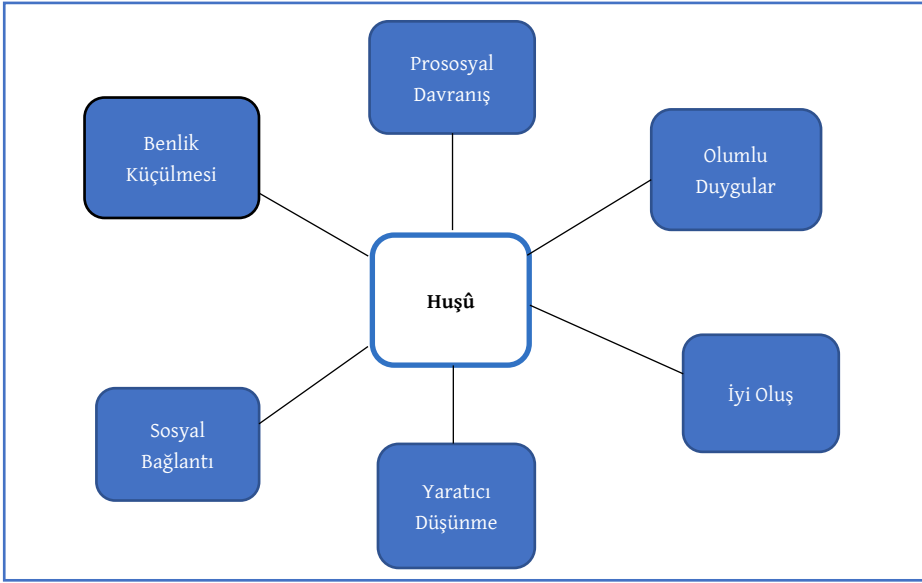 Prososyal
Davranış
Benlik
Küçülmesi
Olumlu
Duygular
Huşû
İyi Oluş
Sosyal
Bağlantı
Yaratıcı
Düşünme